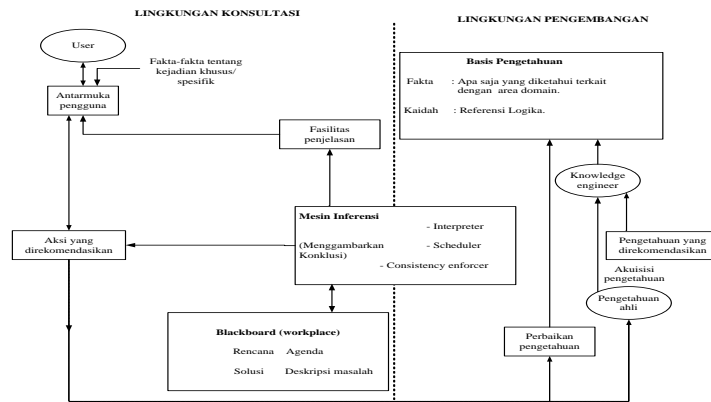 LINGKUNGAN KONSULTASI
LINGKUNGAN PENGEMBANGAN
User
Fakta-fakta tentang
kejadian khusus/
spesifik
Antarmuka
pengguna
Fasilitas
penjelasan
Mesin Inferensi
- Interpreter
(Menggambarkan - Scheduler
Konklusi)
- Consistency enforcer
Aksi yang
direkomendasikan
Blackboard (workplace)
Rencana Agenda
Solusi Deskripsi masalah
Basis Pengetahuan
Fakta : Apa saja yang diketahui terkait
dengan area domain.
Kaidah : Referensi Logika.
Knowledge
engineer
Pengetahuan yang
direkomendasikan
Akuisisi
pengetahuan
Pengetahuan
ahli
Perbaikan
pengetahuan